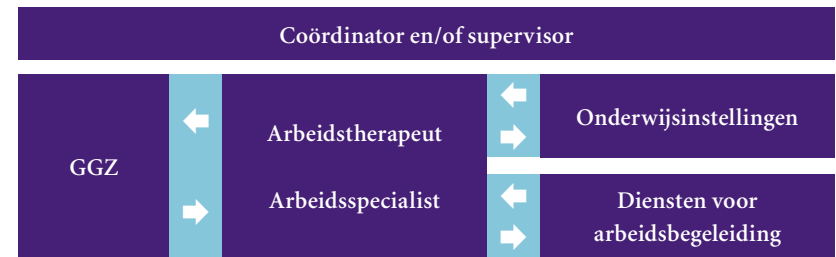 Coördinator en/of supervisor
GGZ
Arbeidstherapeut
Arbeidsspecialist
Onderwijsinstellingen
Diensten voor
arbeidsbegeleiding